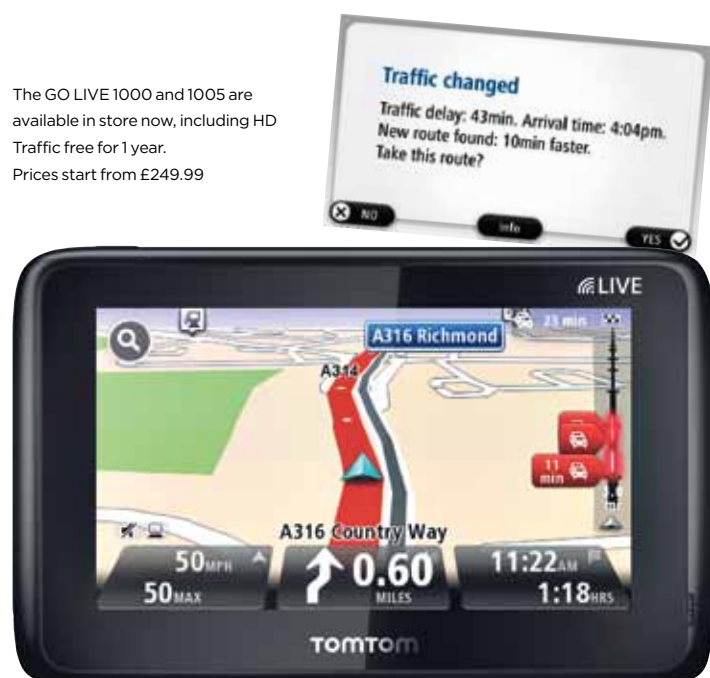 The GO LIVE 1000 and 1005 are
available in store now, including HD
Traffic free for 1 year.
Prices start from £249.99
Traffic changed
Traffic delay: 43min. Arrival time: 4:04pm.
New route found: 10min faster.
Take this route?
NO
info
YES
LIVE
A316 Richmond
23 min
A314
11
min
A316 Country Way
50MPH
0.60
11:22AM
50MAX
MILES
1:18HRS
TOMTOM